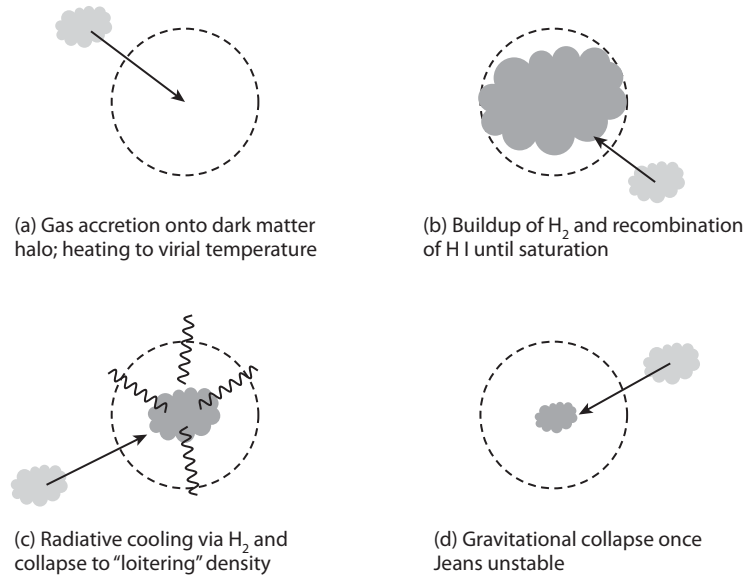 (a) Gas accretion onto dark matter
halo; heating to virial temperature
(b) Buildup of H₂ and recombination
of H I until saturation
(c) Radiative cooling via H₂ and
collapse to “loitering” density
(d) Gravitational collapse once
Jeans unstable